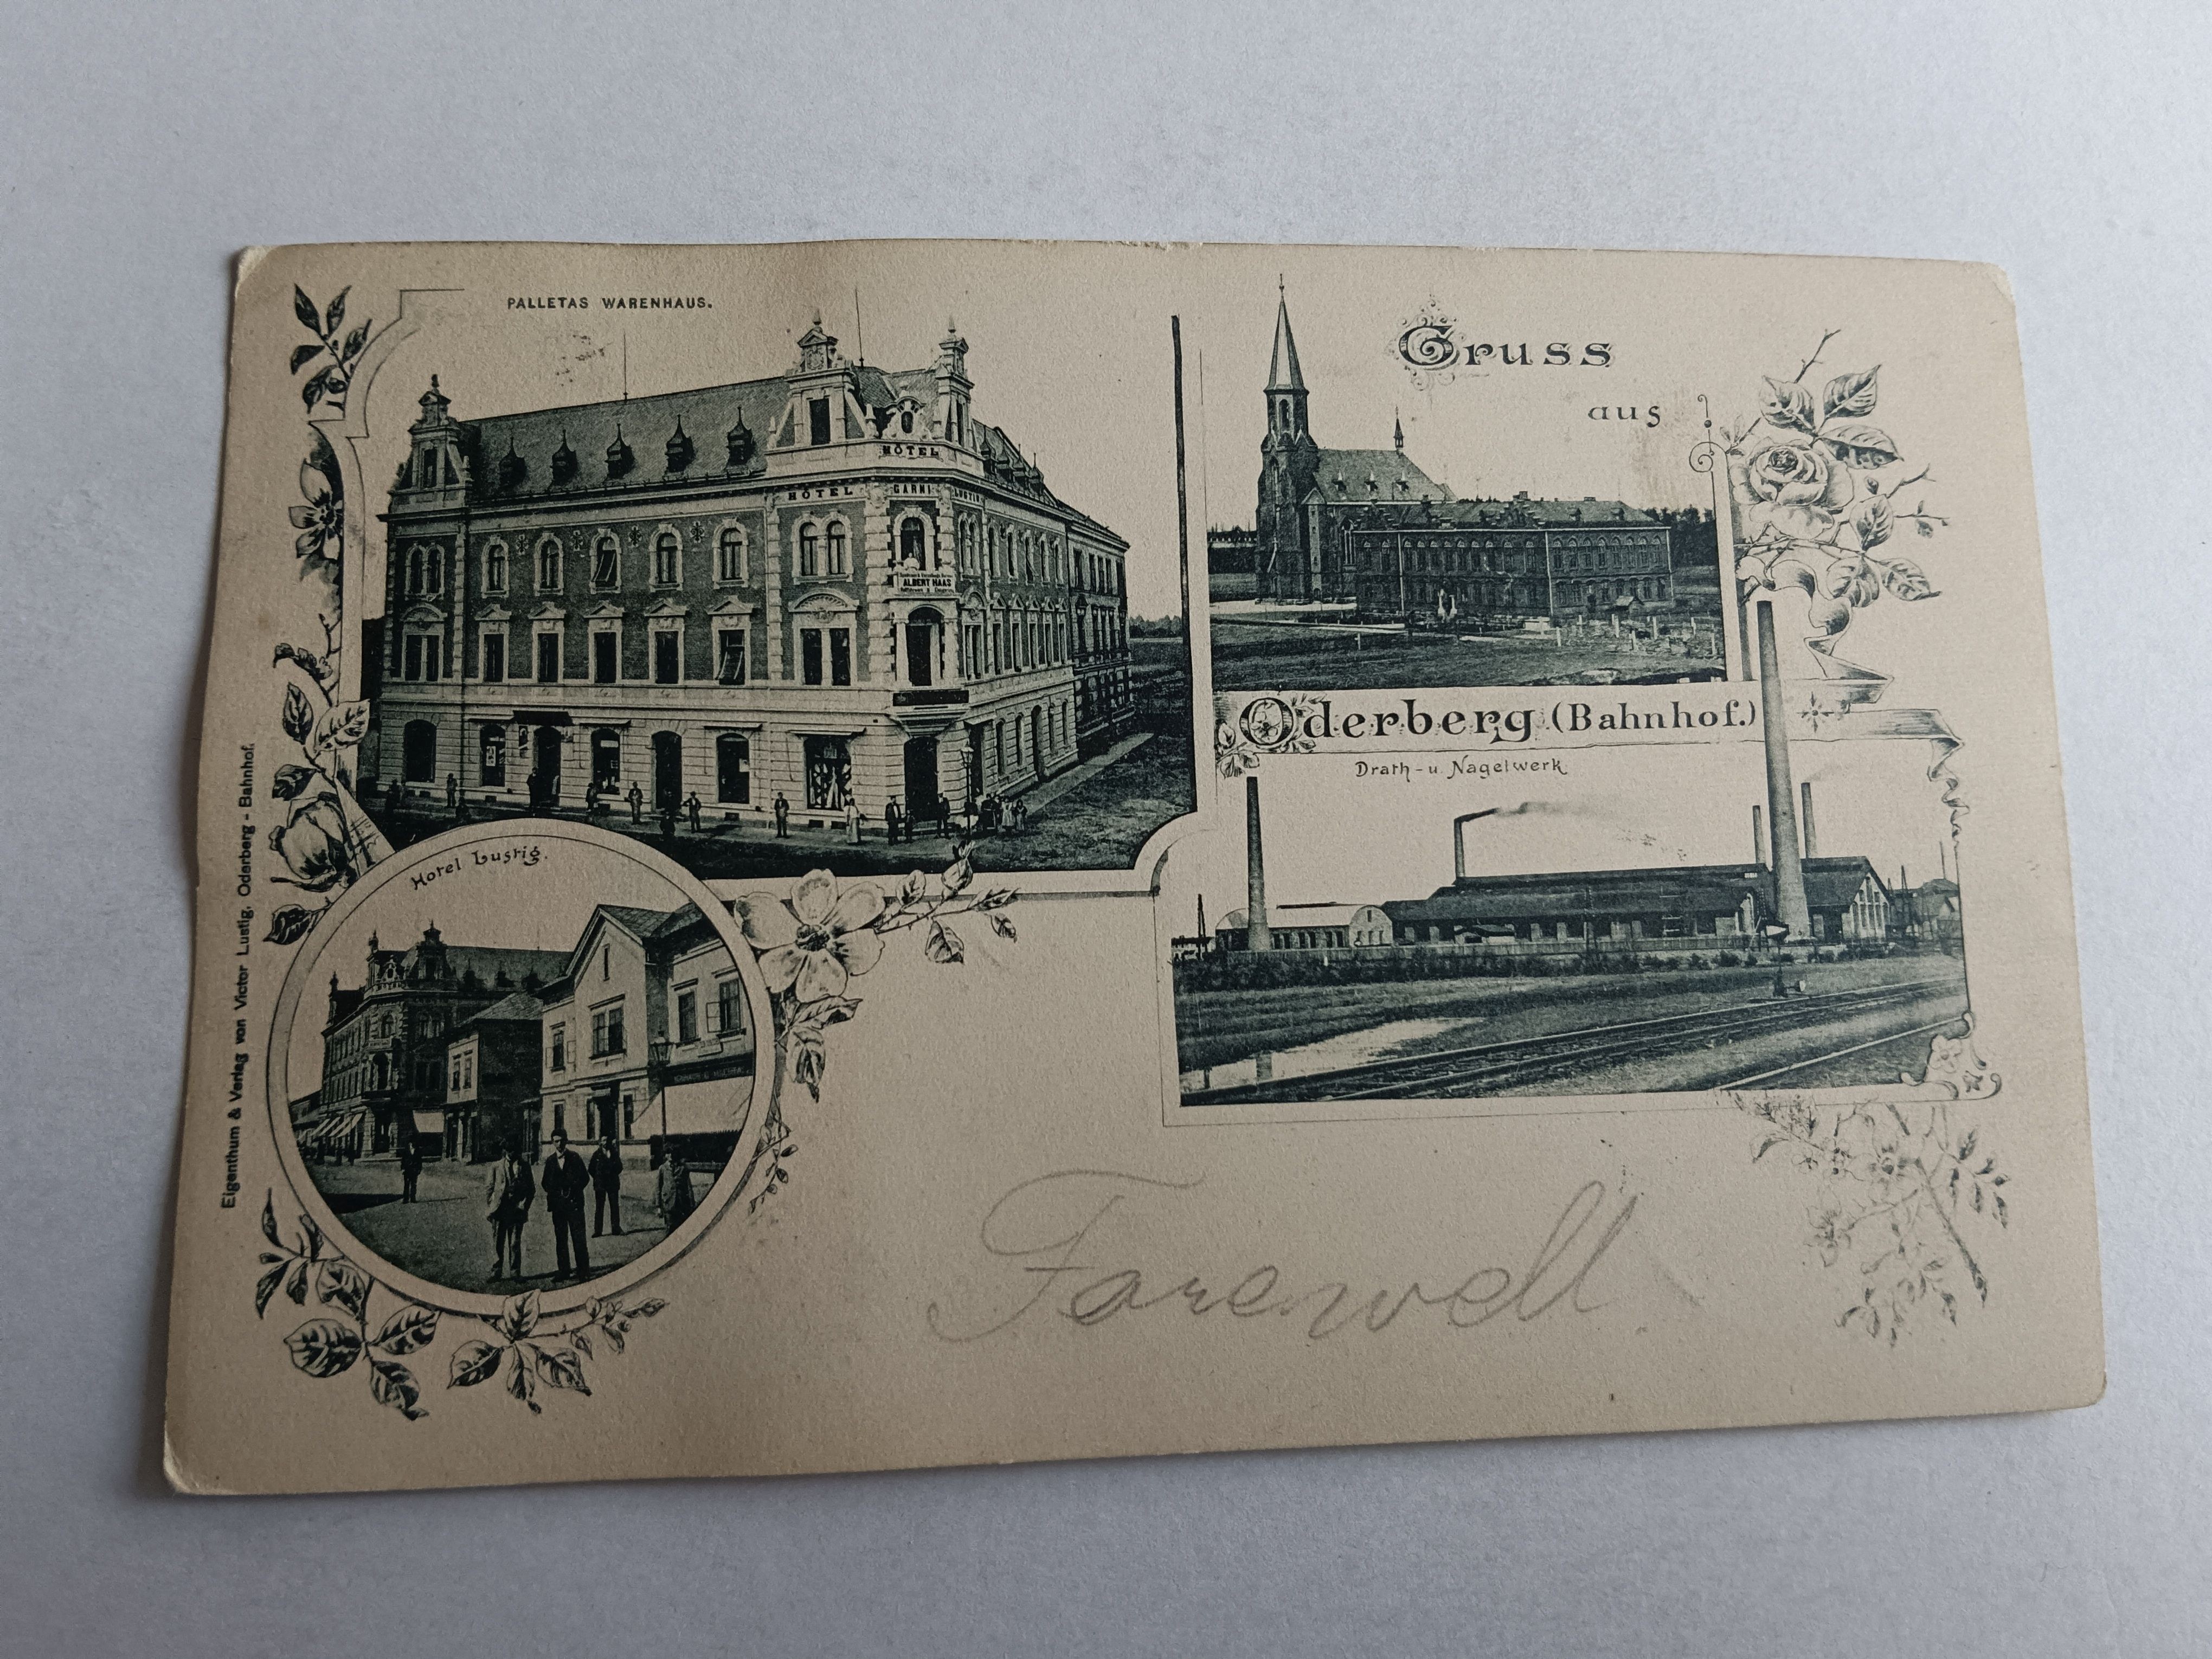 PALLETAS WARENHAUS.
HÔTEL
HÔTEL GARNI LUSTIG
ALBERT HAAS
Gruss
aus
Oderberg (Bahnhof.)
Drath-u. Nagelwerk
Hotel Lustig.
Eigenthum & Verlag von Victor Lustig, Oderberg - Bahnhof.
Farewell